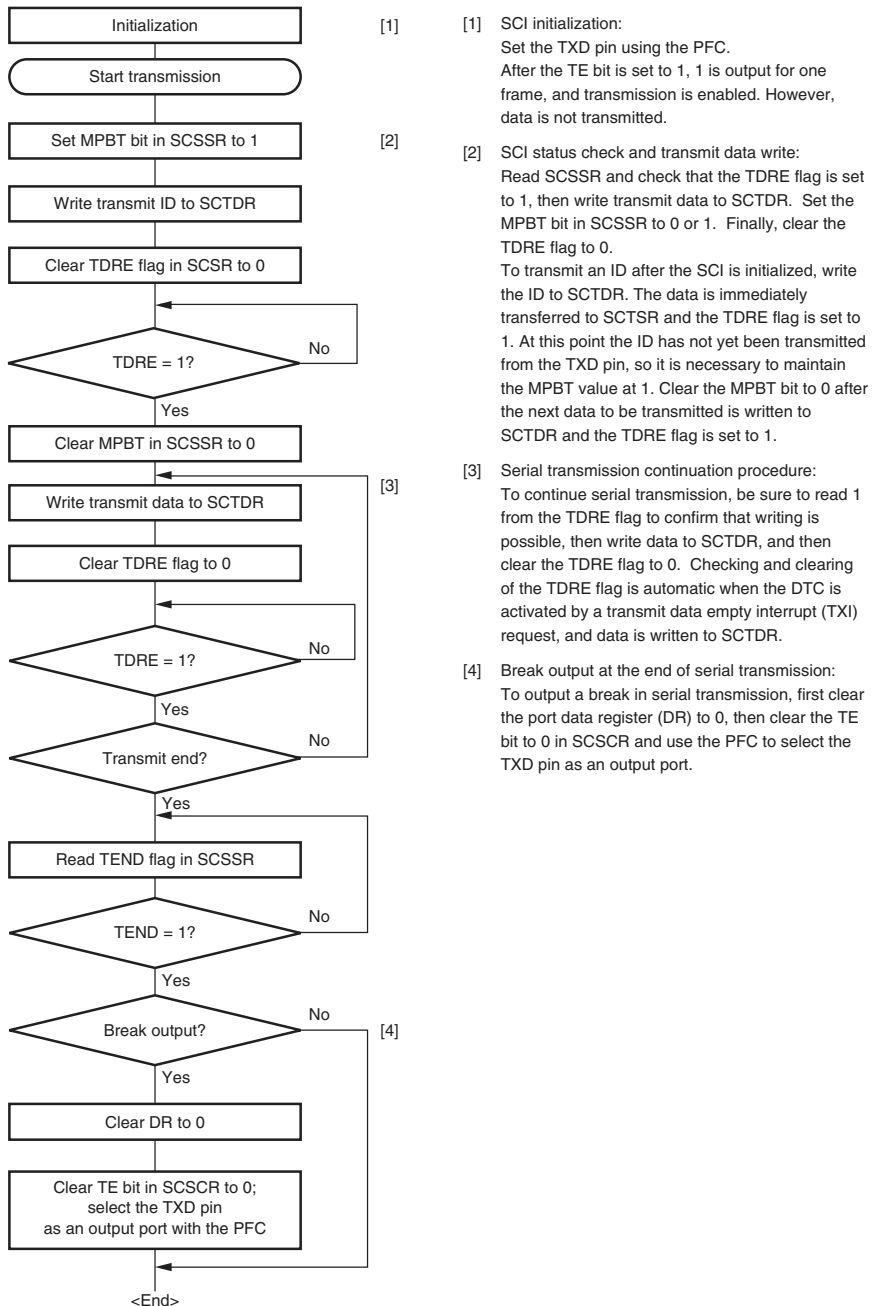 Initialization
[1]
Start transmission
Set MPBT bit in SCSSR to 1
[2]
Write transmit ID to SCTDR
Clear TDRE flag in SCSR to 0
TDRE = 1?
No
Yes
Clear MPBT in SCSSR to 0
[3]
Write transmit data to SCTDR
Clear TDRE flag to 0
TDRE = 1?
No
Yes
Transmit end?
No
Yes
Read TEND flag in SCSSR
TEND = 1?
No
Yes
Break output?
No
[4]
Yes
Clear DR to 0
Clear TE bit in SCSCR to 0;
select the TXD pin
as an output port with the PFC
<End>
[1] SCI initialization:
Set the TXD pin using the PFC.
After the TE bit is set to 1, 1 is output for one
frame, and transmission is enabled. However,
data is not transmitted.
[2] SCI status check and transmit data write:
Read SCSSR and check that the TDRE flag is set
to 1, then write transmit data to SCTDR. Set the
MPBT bit in SCSSR to 0 or 1. Finally, clear the
TDRE flag to 0.
To transmit an ID after the SCI is initialized, write
the ID to SCTDR. The data is immediately
transferred to SCTSR and the TDRE flag is set to
1. At this point the ID has not yet been transmitted
from the TXD pin, so it is necessary to maintain
the MPBT value at 1. Clear the MPBT bit to 0 after
the next data to be transmitted is written to
SCTDR and the TDRE flag is set to 1.
[3] Serial transmission continuation procedure:
To continue serial transmission, be sure to read 1
from the TDRE flag to confirm that writing is
possible, then write data to SCTDR, and then
clear the TDRE flag to 0. Checking and clearing
of the TDRE flag is automatic when the DTC is
activated by a transmit data empty interrupt (TXI)
request, and data is written to SCTDR.
[4] Break output at the end of serial transmission:
To output a break in serial transmission, first clear
the port data register (DR) to 0, then clear the TE
bit to 0 in SCSCR and use the PFC to select the
TXD pin as an output port.